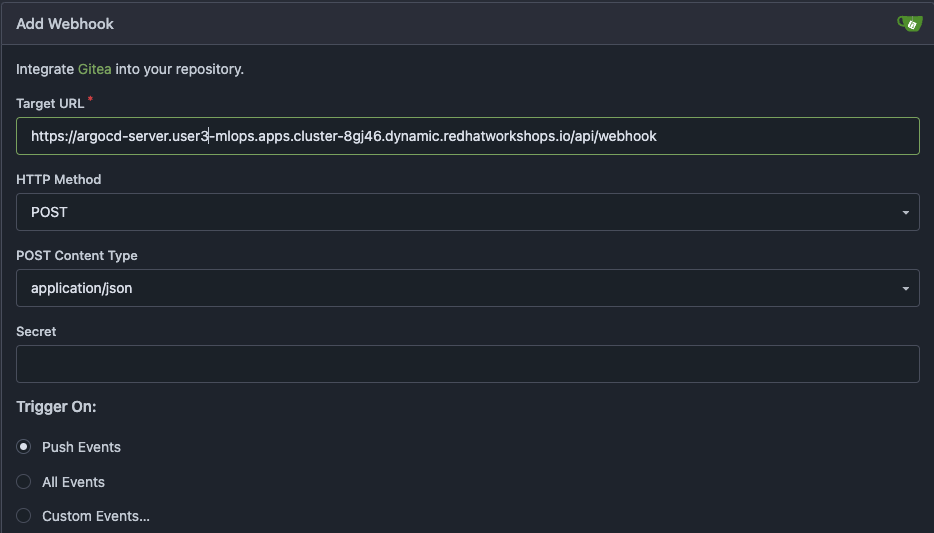 Add Webhook
Integrate Gitea into your repository.
Target URL *
https://argocd-server.user3-mlops.apps.cluster-8gj46.dynamic.redhatworkshops.io/api/webhook
HTTP Method
POST
POST Content Type
application/json
Secret
Trigger On:
Push Events
All Events
Custom Events...